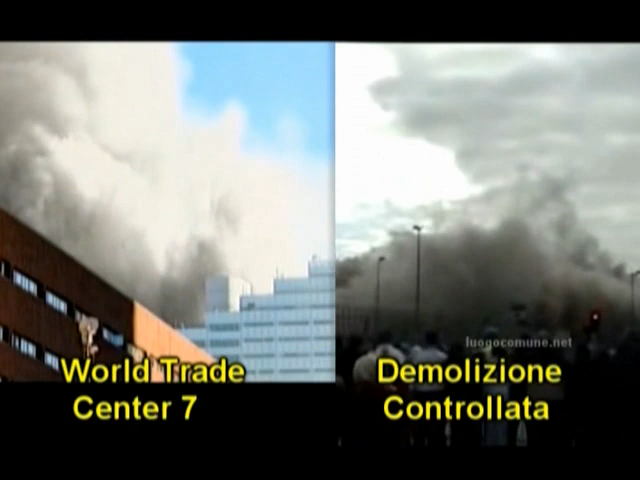 luogocomune.net
World Trade
Center 7
Demolizione
Controllata